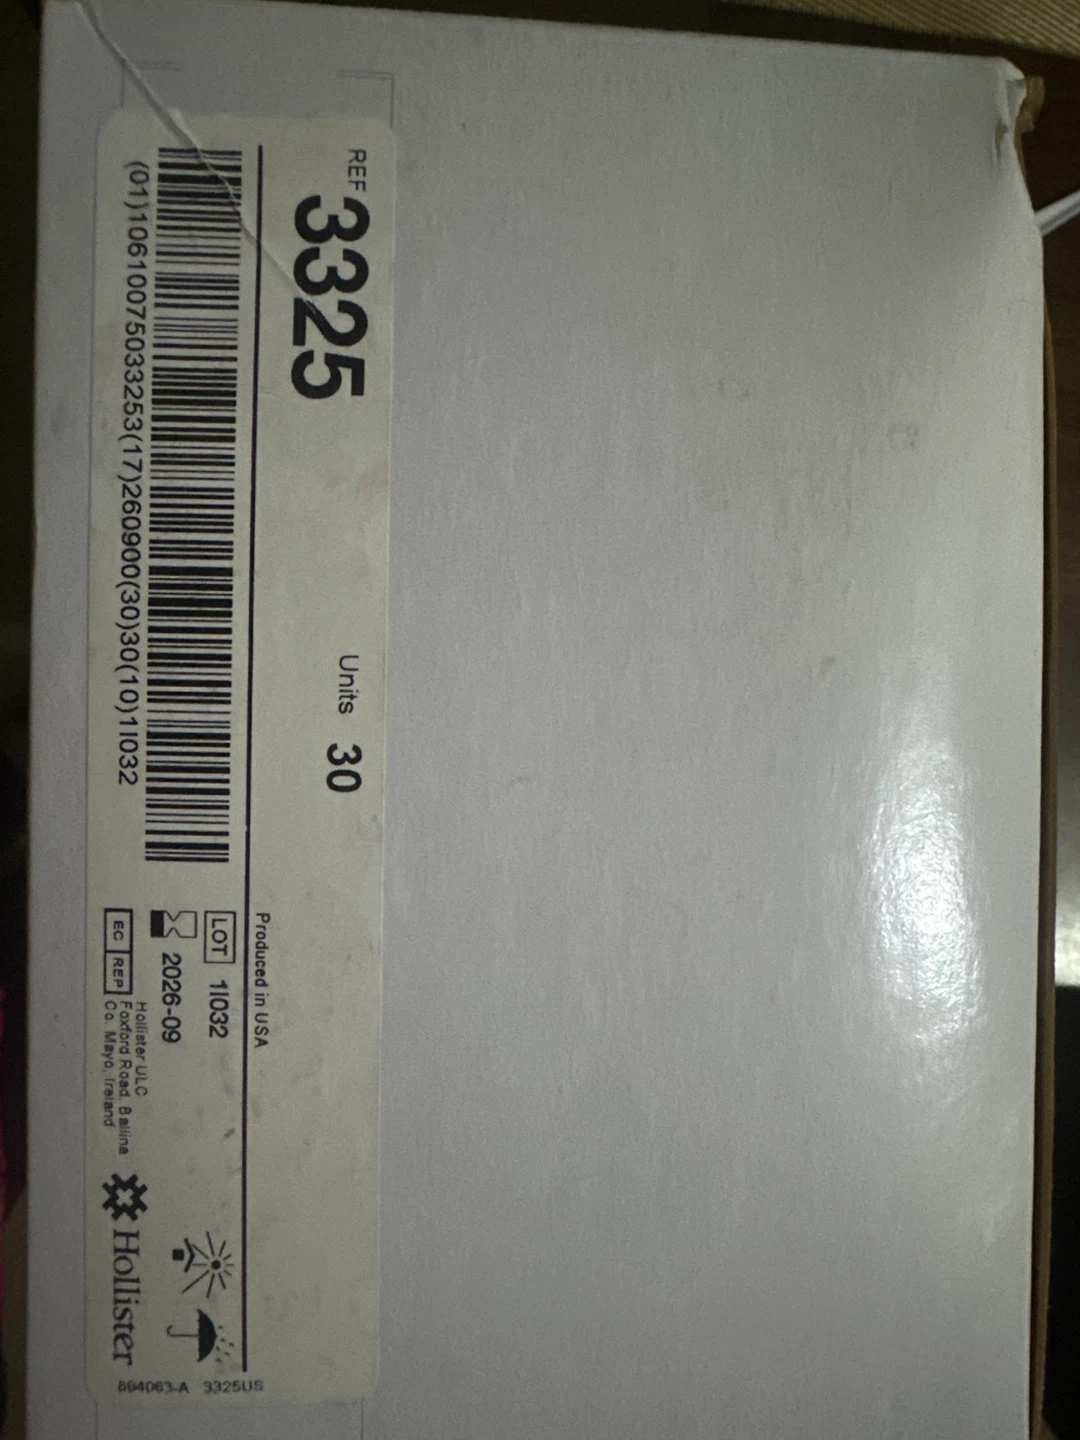 REF 3325 Units 30
Produced in USA
(01)10610075033253(17)260900(30)30(10)1I032
LOT 1I032
2026-09
EC REP
Hollister ULC
Foxford Road, Ballina
Co. Mayo, Ireland
Hollister
894063-A 3325US